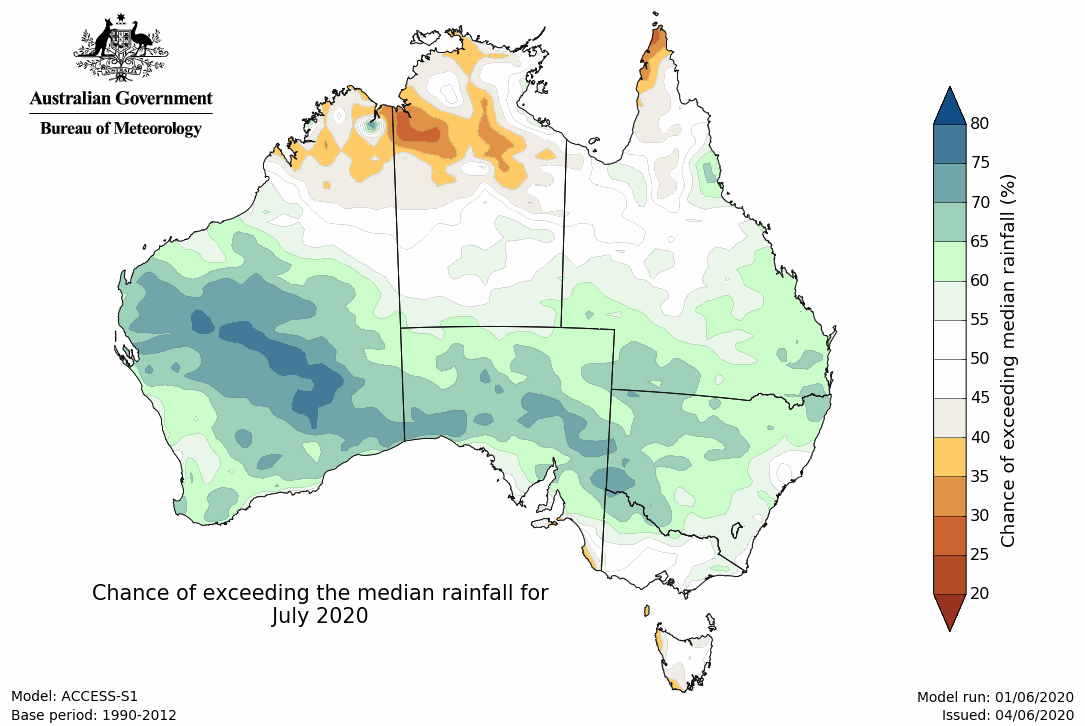 AUSTRALIA
Australian Government
Bureau of Meteorology
80
75
70
65
60
55
50
45
40
35
30
25
20
Chance of exceeding median rainfall (%)
Chance of exceeding the median rainfall for
July 2020
Model: ACCESS-S1
Base period: 1990-2012
Model run: 01/06/2020
Issued: 04/06/2020